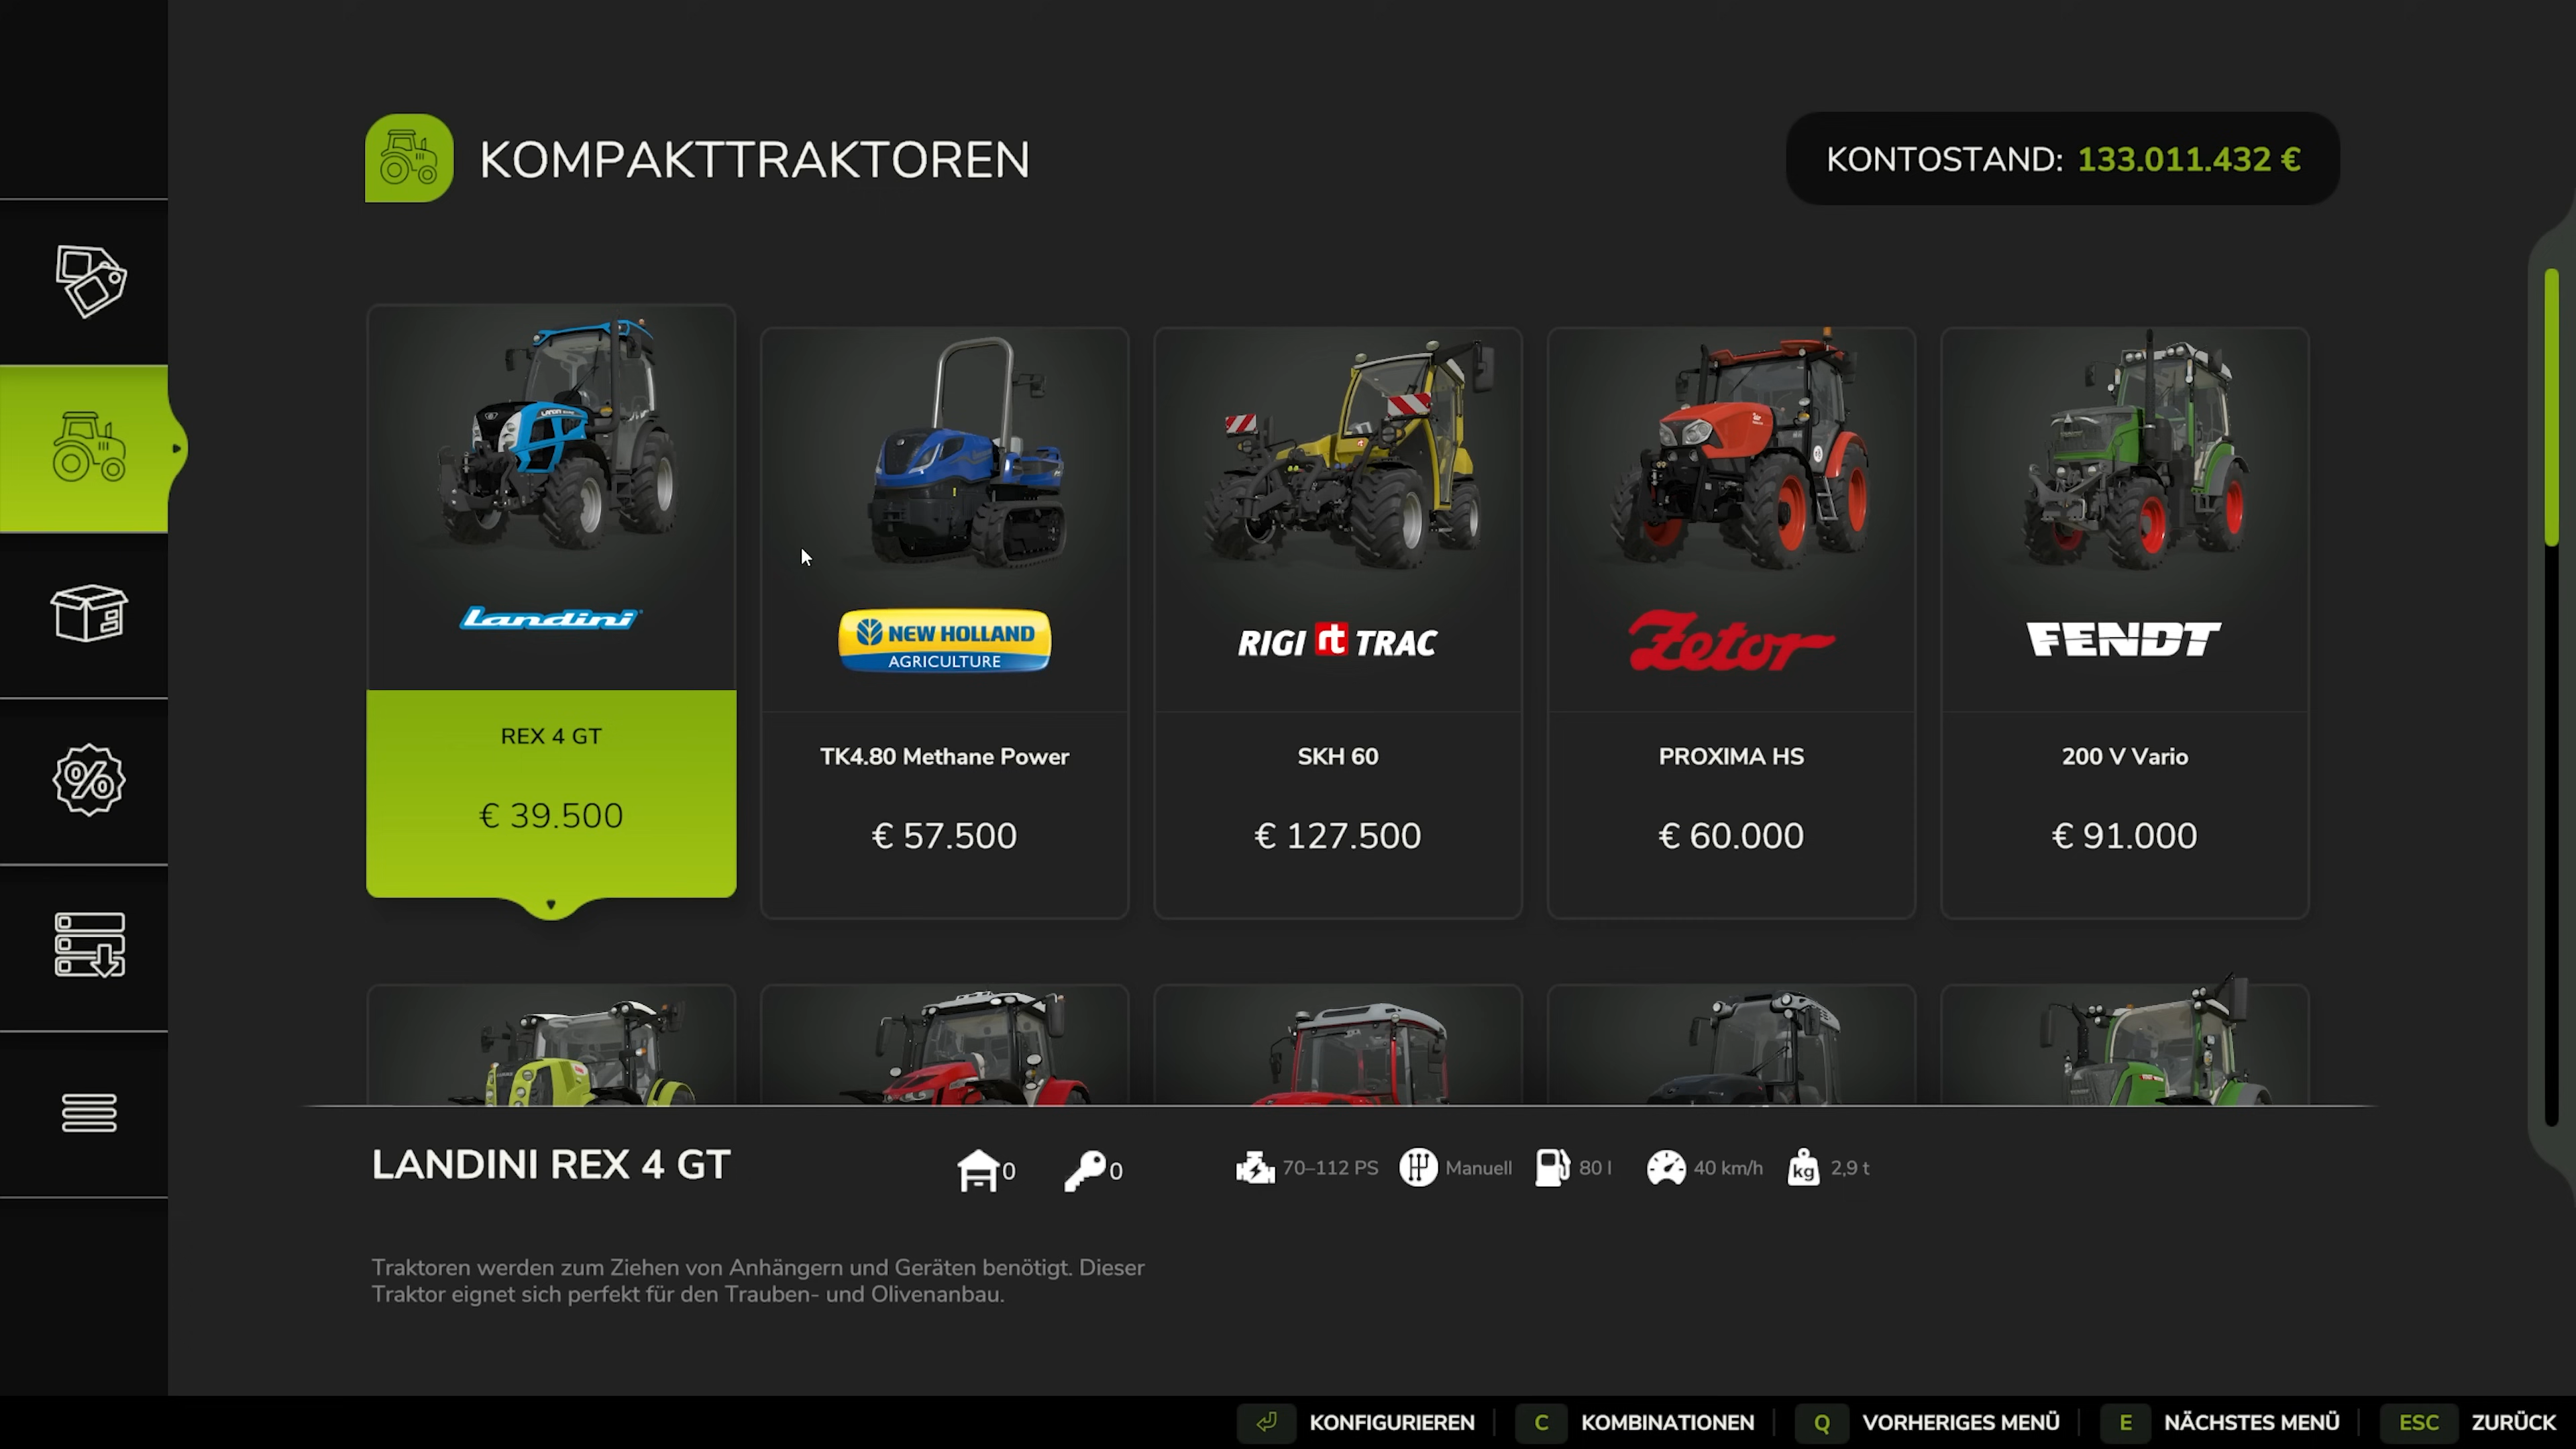 KOMPAKTTRAKTOREN
KONTOSTAND: 133.011.432 €
Landini
NEW HOLLAND
AGRICULTURE
RIGI rt TRAC
Zetor
FENDT
REX 4 GT
€ 39.500
TK4.80 Methane Power
€ 57.500
SKH 60
€ 127.500
PROXIMA HS
€ 60.000
200 V Vario
€ 91.000
LANDINI REX 4 GT
0
0
70–112 PS
Manuell
80 l
40 km/h
kg
2,9 t
Traktoren werden zum Ziehen von Anhängern und Geräten benötigt. Dieser
Traktor eignet sich perfekt für den Trauben- und Olivenanbau.
KONFIGURIEREN
C KOMBINATIONEN
Q VORHERIGES MENÜ
E NÄCHSTES MENÜ
ESC ZURÜCK